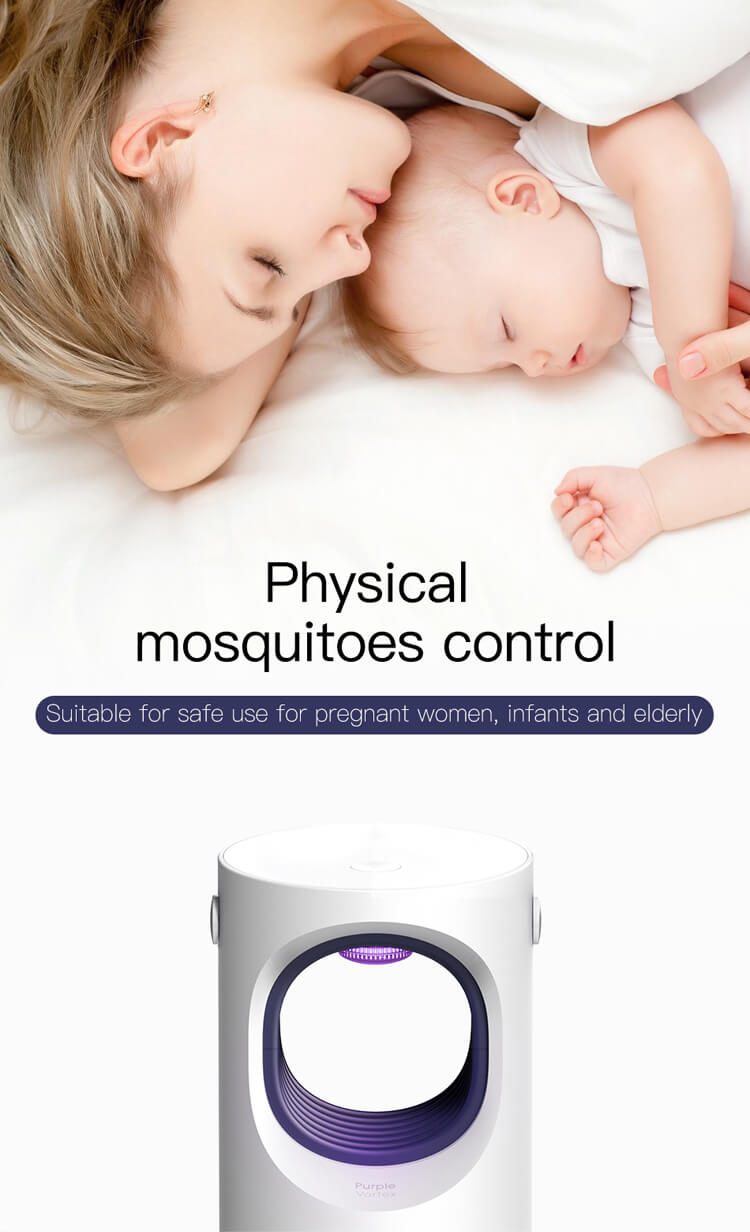 Physical
mosquitoes control
Suitable for safe use for pregnant women, infants and elderly
Purple
Vortex